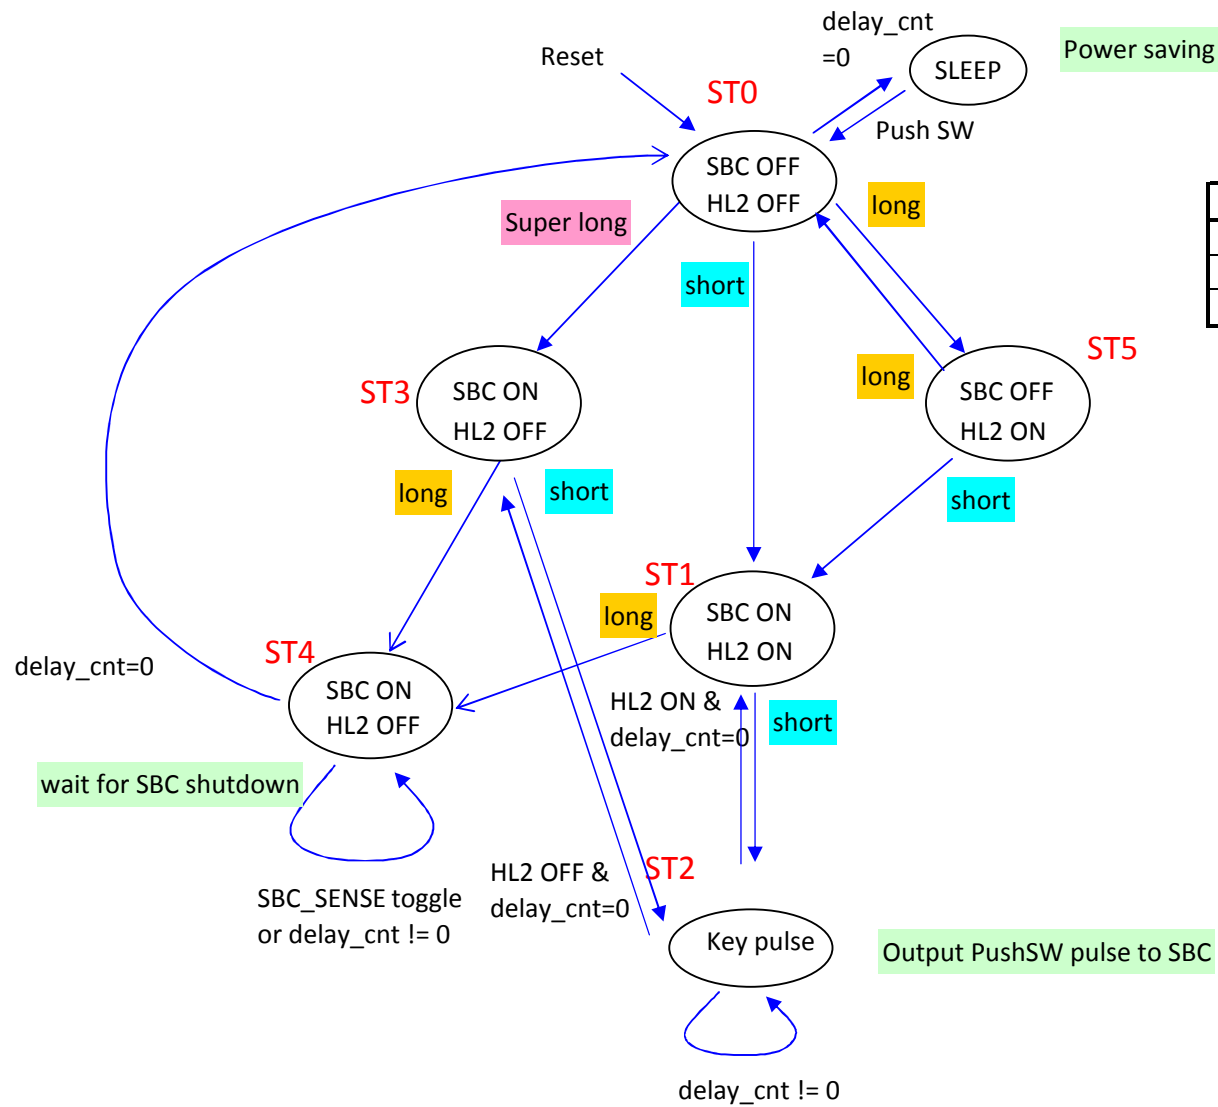 delay_cnt
=0
Reset
SLEEP
Power saving
ST0
Push SW
SBC OFF
HL2 OFF
Super long
long
short
ST5
long
ST3
SBC ON
HL2 OFF
SBC OFF
HL2 ON
long
short
short
ST1
long
SBC ON
HL2 ON
ST4
delay_cnt=0
SBC ON
HL2 OFF
HL2 ON &
delay_cnt=0
short
wait for SBC shutdown
SBC_SENSE toggle
or delay_cnt != 0
HL2 OFF &
delay_cnt=0
ST2
Key pulse
Output PushSW pulse to SBC
delay_cnt != 0